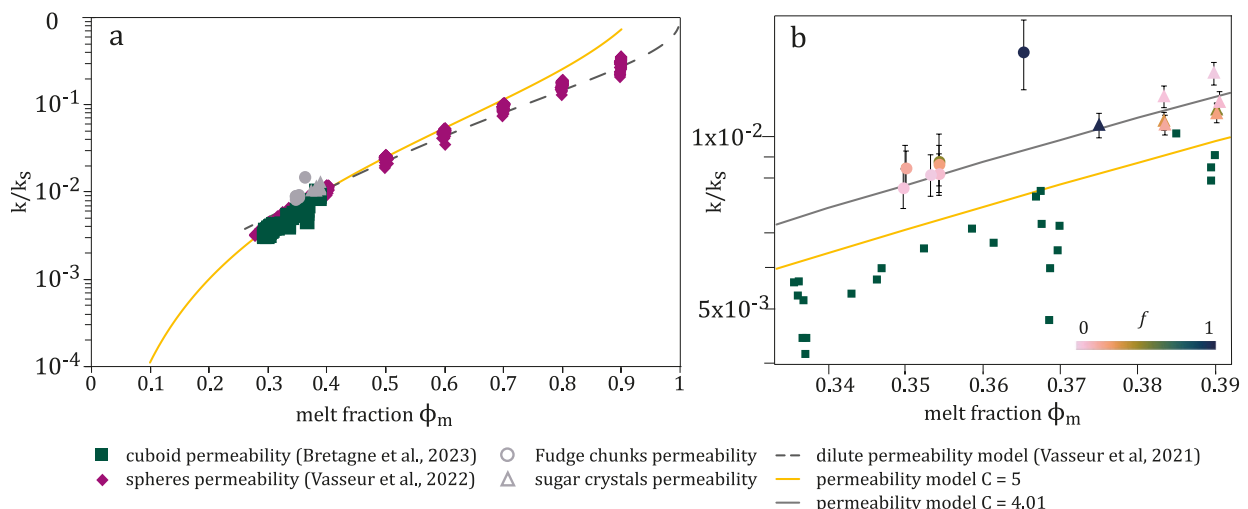 a
b
k/ks
0
10-1
10-2
10-3
10-4
0
0.1
0.2
0.3
0.4
0.5
0.6
0.7
0.8
0.9
1
melt fraction ϕm
k/ks
1x10-2
5x10-3
0
f
1
0.34
0.35
0.36
0.37
0.38
0.39
melt fraction ϕm
cuboid permeability (Bretagne et al., 2023)
spheres permeability (Vasseur et al., 2022)
Fudge chunks permeability
sugar crystals permeability
dilute permeability model (Vasseur et al, 2021)
permeability model C = 5
permeability model C = 4.01